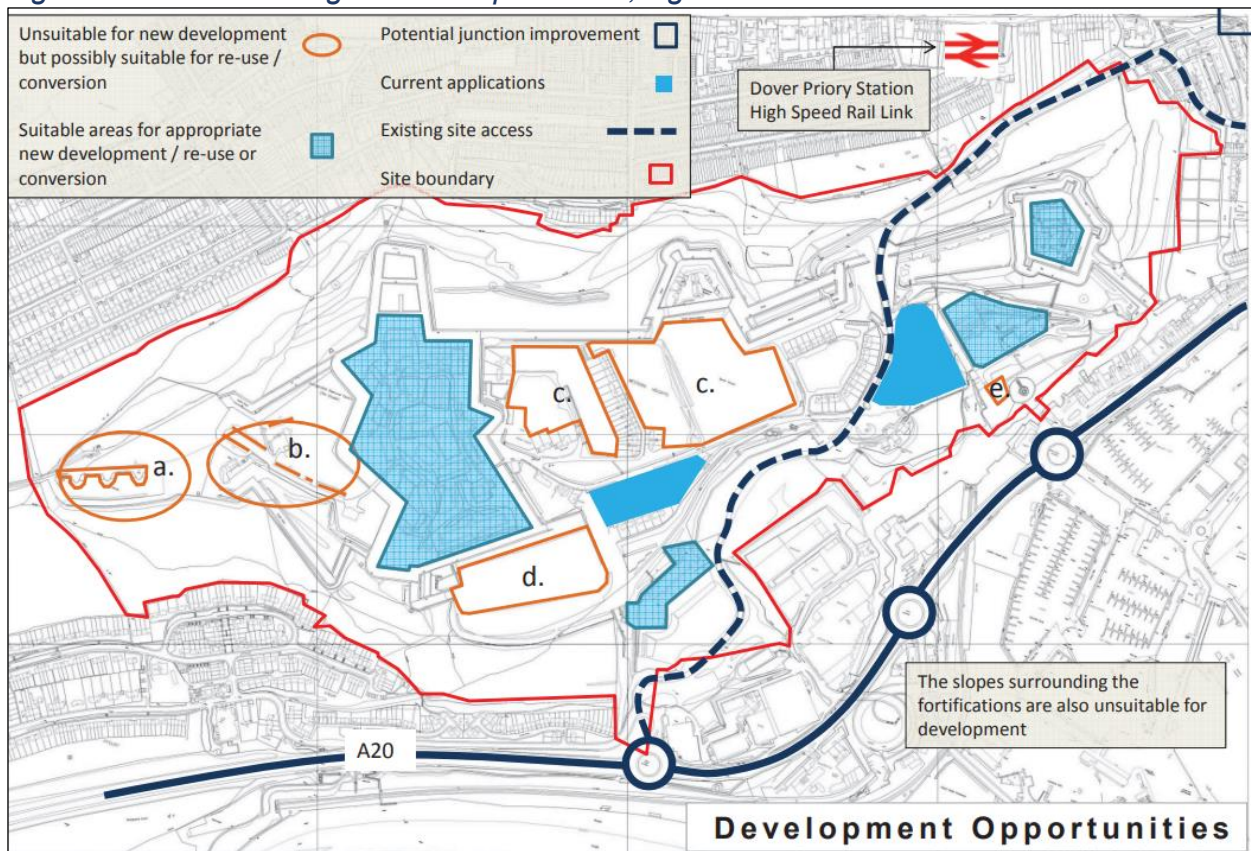 Unsuitable for new development
but possibly suitable for re-use /
conversion
Suitable areas for appropriate
new development / re-use or
conversion
Potential junction improvement
Current applications
Existing site access
Site boundary
Dover Priory Station
High Speed Rail Link
a.
b.
c.
c.
d.
e.
The slopes surrounding the
fortifications are also unsuitable for
development
A20
Development Opportunities